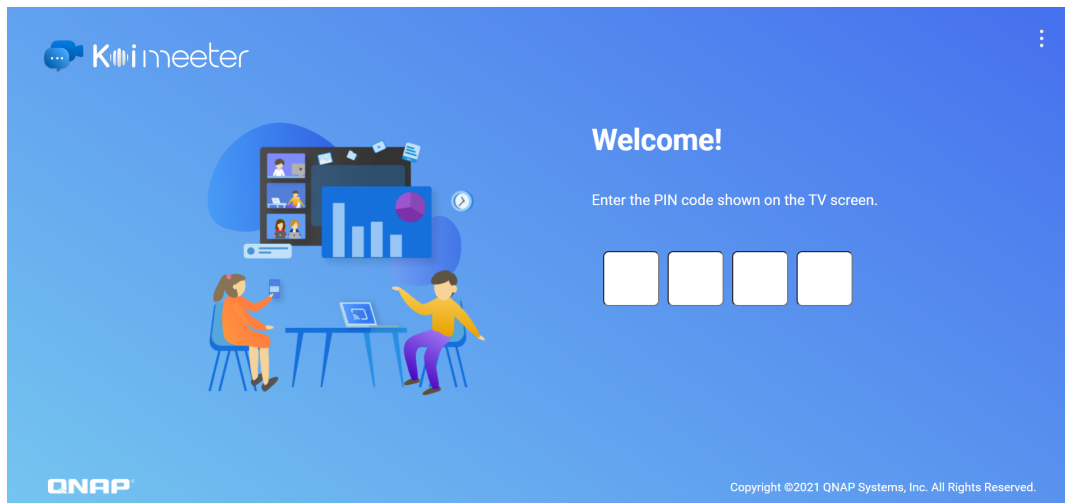 Koimeeter
Welcome!
Enter the PIN code shown on the TV screen.
QNAP
Copyright ©2021 QNAP Systems, Inc. All Rights Reserved.